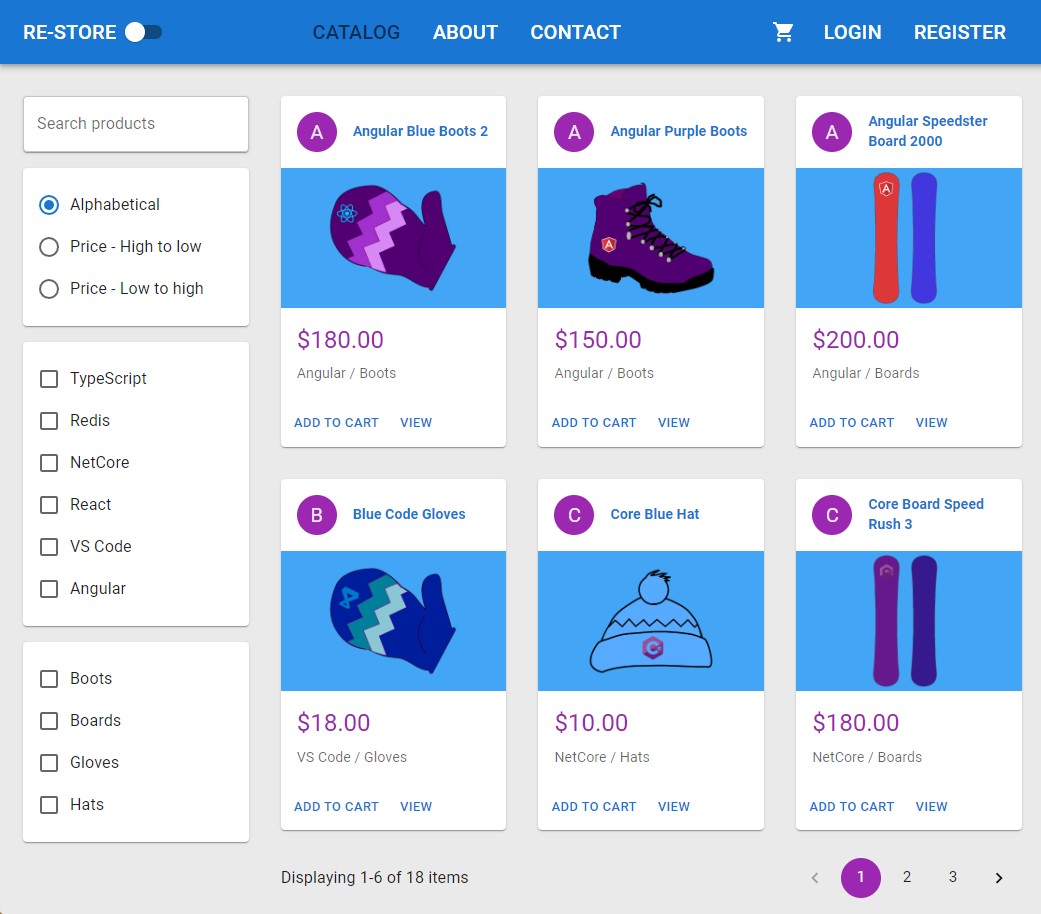 RE-STORE
CATALOG
ABOUT
CONTACT
LOGIN
REGISTER
Search products
Alphabetical
Price - High to low
Price - Low to high
TypeScript
Redis
NetCore
React
VS Code
Angular
Boots
Boards
Gloves
Hats
A
Angular Blue Boots 2
$180.00
Angular / Boots
ADD TO CART
VIEW
A
Angular Purple Boots
A
$150.00
Angular / Boots
ADD TO CART
VIEW
A
Angular Speedster
Board 2000
A
$200.00
Angular / Boards
ADD TO CART
VIEW
B
Blue Code Gloves
$18.00
VS Code / Gloves
ADD TO CART
VIEW
C
Core Blue Hat
C
$10.00
NetCore / Hats
ADD TO CART
VIEW
C
Core Board Speed
Rush 3
$180.00
NetCore / Boards
ADD TO CART
VIEW
Displaying 1-6 of 18 items
1
2
3